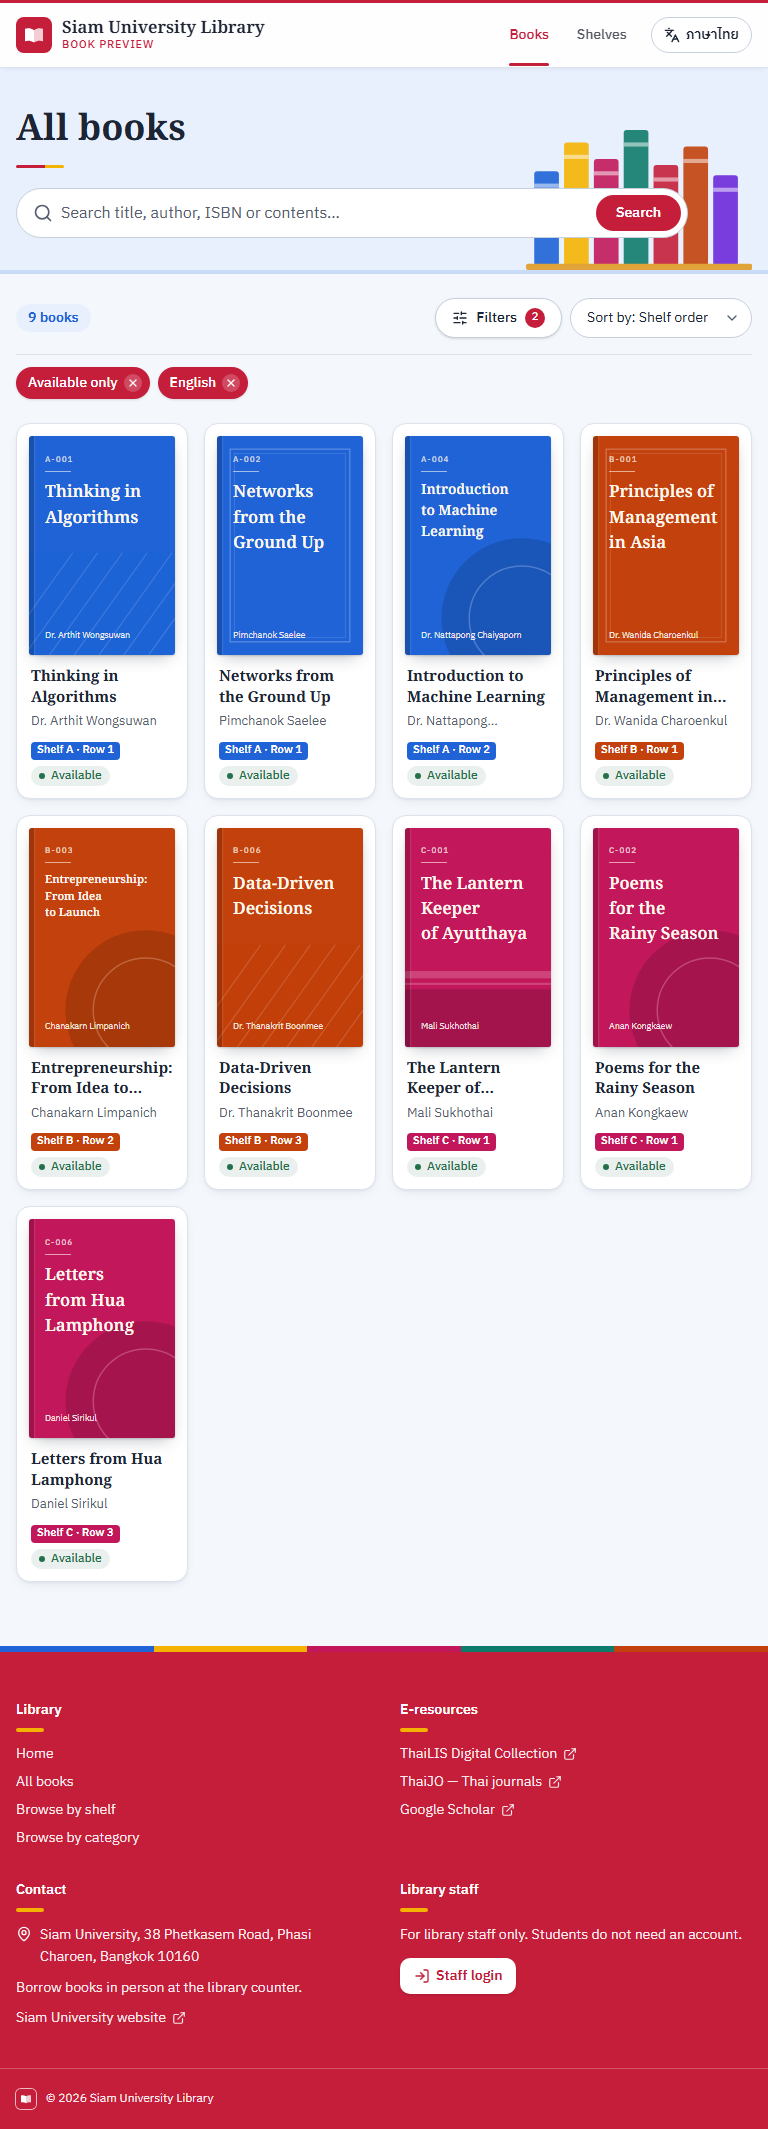 Siam University Library
BOOK PREVIEW
Books
Shelves
ภาษาไทย
All books
Search title, author, ISBN or contents...
Search
9 books
Filters 2
Sort by: Shelf order
Available only
English
A-001
Thinking in
Algorithms
Dr. Arthit Wongsuwan
Thinking in
Algorithms
Dr. Arthit Wongsuwan
Shelf A · Row 1
Available
A-002
Networks
from the
Ground Up
Pimchanok Saelee
Networks from
the Ground Up
Pimchanok Saelee
Shelf A · Row 1
Available
A-004
Introduction
to Machine
Learning
Dr. Nattapong Chaiyaporn
Introduction to
Machine Learning
Dr. Nattapong...
Shelf A · Row 2
Available
B-001
Principles of
Management
in Asia
Dr. Wanida Charoenkul
Principles of
Management in...
Dr. Wanida Charoenkul
Shelf B · Row 1
Available
B-003
Entrepreneurship:
From Idea
to Launch
Chanakarn Limpanich
Entrepreneurship:
From Idea to...
Chanakarn Limpanich
Shelf B · Row 2
Available
B-006
Data-Driven
Decisions
Dr. Thanakrit Boonmee
Data-Driven
Decisions
Dr. Thanakrit Boonmee
Shelf B · Row 3
Available
C-001
The Lantern
Keeper
of Ayutthaya
Mali Sukhothai
The Lantern
Keeper of...
Mali Sukhothai
Shelf C · Row 1
Available
C-002
Poems
for the
Rainy Season
Anan Kongkaew
Poems for the
Rainy Season
Anan Kongkaew
Shelf C · Row 1
Available
C-006
Letters
from Hua
Lamphong
Daniel Sirikul
Letters from Hua
Lamphong
Daniel Sirikul
Shelf C · Row 3
Available
Library
Home
All books
Browse by shelf
Browse by category
E-resources
ThaiLIS Digital Collection
ThaiJO — Thai journals
Google Scholar
Contact
Siam University, 38 Phetkasem Road, Phasi
Charoen, Bangkok 10160
Borrow books in person at the library counter.
Siam University website
Library staff
For library staff only. Students do not need an account.
Staff login
© 2026 Siam University Library